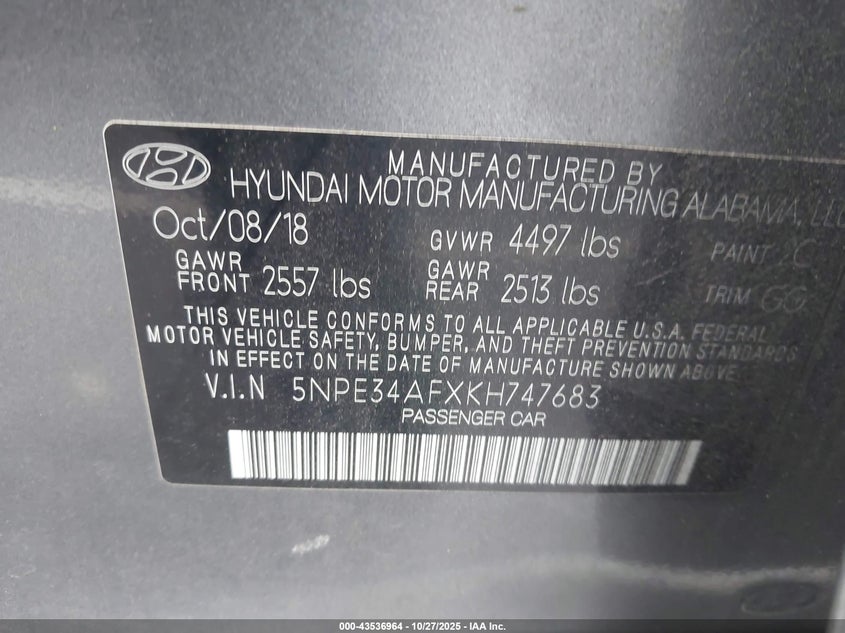 MANUFACTURED BY
HYUNDAI MOTOR MANUFACTURING ALABAMA, LLC
Oct/08/18 GVWR 4497 lbs PAINT C
GAWR FRONT 2557 lbs GAWR REAR 2513 lbs TRIM GG
THIS VEHICLE CONFORMS TO ALL APPLICABLE U.S.A. FEDERAL
MOTOR VEHICLE SAFETY, BUMPER, AND THEFT PREVENTION STANDARDS
IN EFFECT ON THE DATE OF MANUFACTURE SHOWN ABOVE.
V.I.N 5NPE34AFXKH747683
PASSENGER CAR
000-43536964 | 10/27/2025 | IAA Inc.